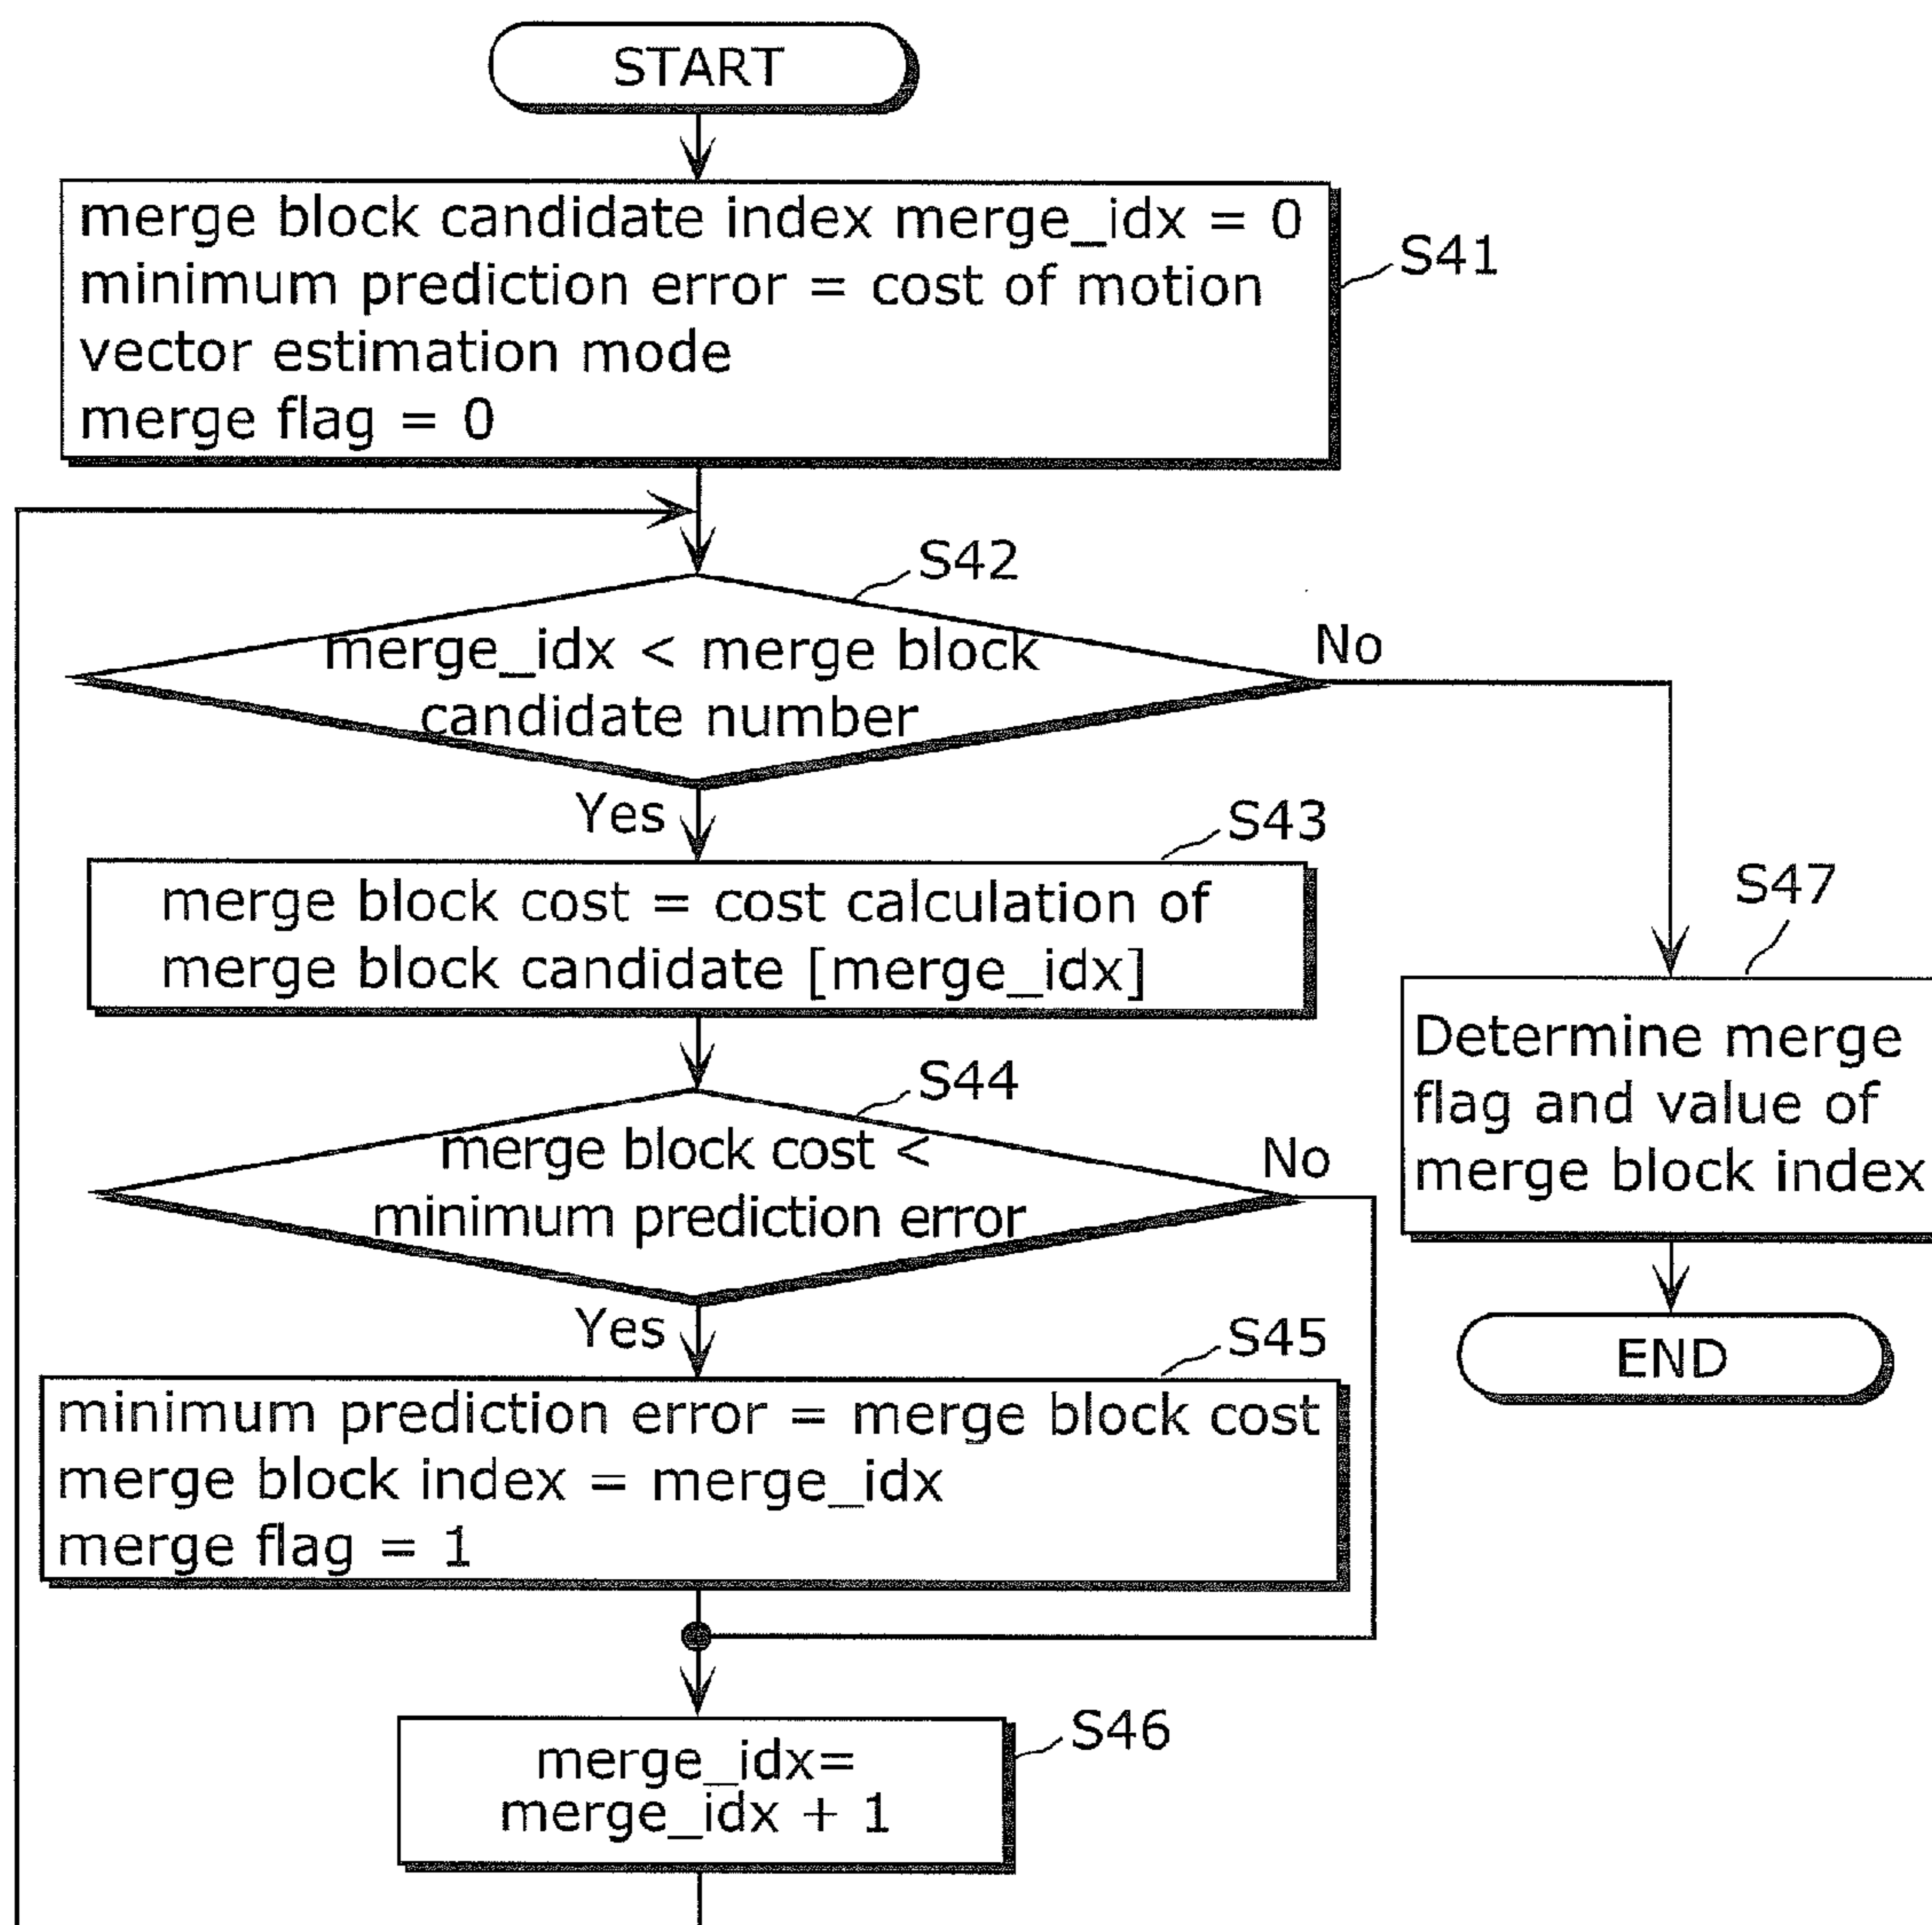 START
merge block candidate index merge_idx = 0
minimum prediction error = cost of motion
vector estimation mode
merge flag = 0
S41
S42
merge_idx < merge block
candidate number
No
Yes
S43
merge block cost = cost calculation of
merge block candidate [merge_idx]
S47
Determine merge
flag and value of
merge block index
S44
merge block cost <
minimum prediction error
No
Yes
END
S45
minimum prediction error = merge block cost
merge block index = merge_idx
merge flag = 1
S46
merge_idx=
merge_idx + 1